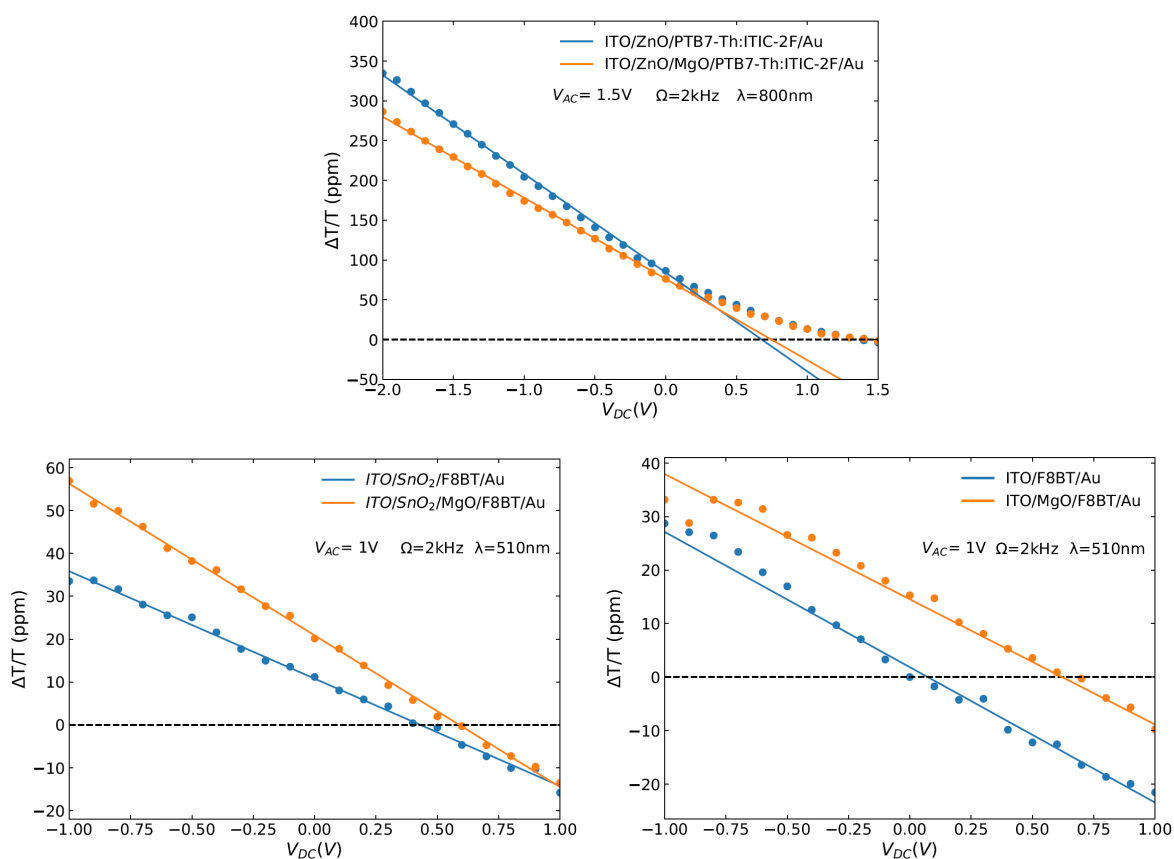 400
350
300
250
200
150
100
50
0
−50
ΔT/T (ppm)
ITO/ZnO/PTB7-Th:ITIC-2F/Au
ITO/ZnO/MgO/PTB7-Th:ITIC-2F/Au
V_AC= 1.5V Ω=2kHz λ=800nm
−2.0 −1.5 −1.0 −0.5 0.0 0.5 1.0 1.5
V_DC(V)
60
50
40
30
20
10
0
−10
−20
ΔT/T (ppm)
ITO/SnO₂/F8BT/Au
ITO/SnO₂/MgO/F8BT/Au
V_AC= 1V Ω=2kHz λ=510nm
−1.00 −0.75 −0.50 −0.25 0.00 0.25 0.50 0.75 1.00
V_DC(V)
40
30
20
10
0
−10
−20
ΔT/T (ppm)
ITO/F8BT/Au
ITO/MgO/F8BT/Au
V_AC= 1V Ω=2kHz λ=510nm
−1.00 −0.75 −0.50 −0.25 0.00 0.25 0.50 0.75 1.00
V_DC(V)